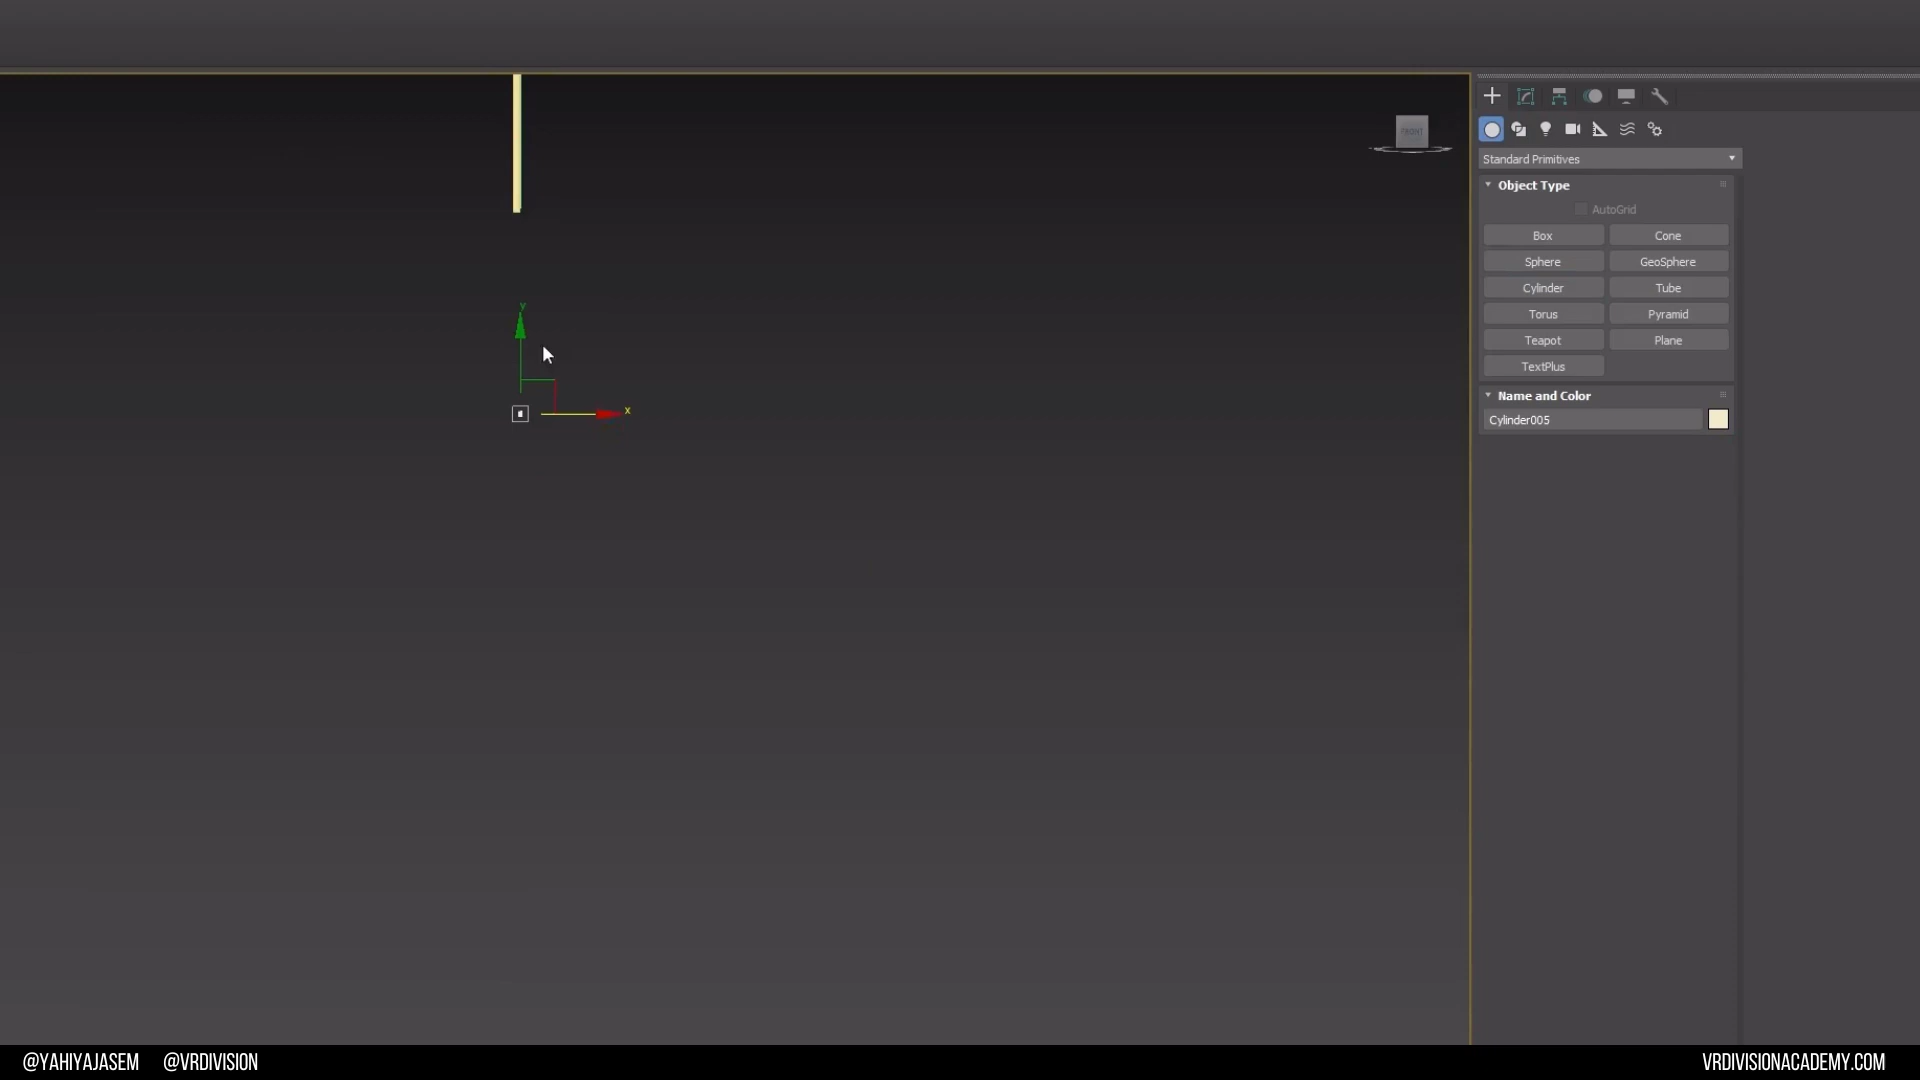 FRONT
Standard Primitives
Object Type
AutoGrid
Box Cone
Sphere GeoSphere
Cylinder Tube
Torus Pyramid
Teapot Plane
TextPlus
Name and Color
Cylinder005
y
x
@YAHIYAJASEM @VRDIVISION VRDIVISIONACADEMY.COM